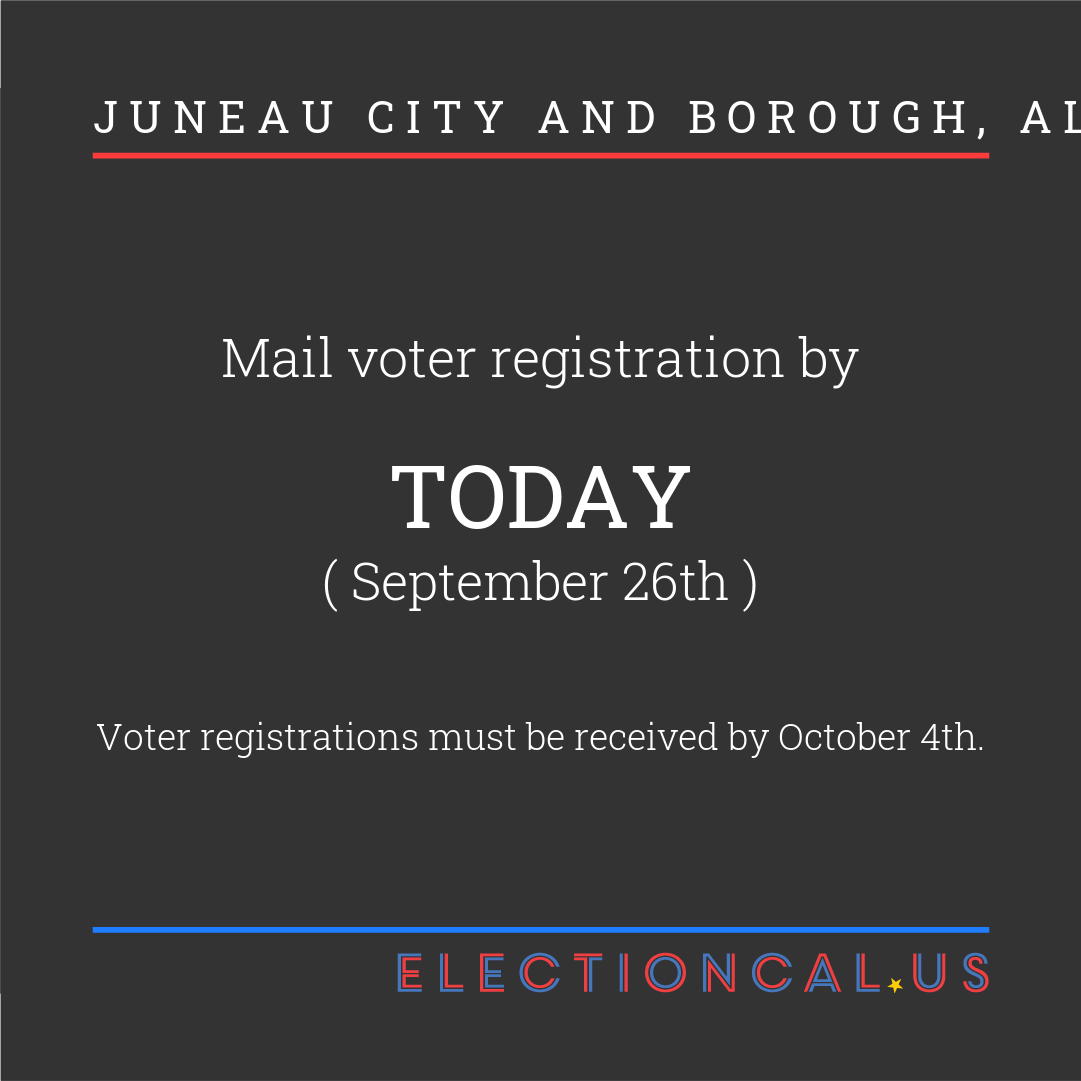 JUNEAU CITY AND BOROUGH, AL
Mail voter registration by
TODAY
( September 26th )
Voter registrations must be received by October 4th.
ELECTIONCAL.US